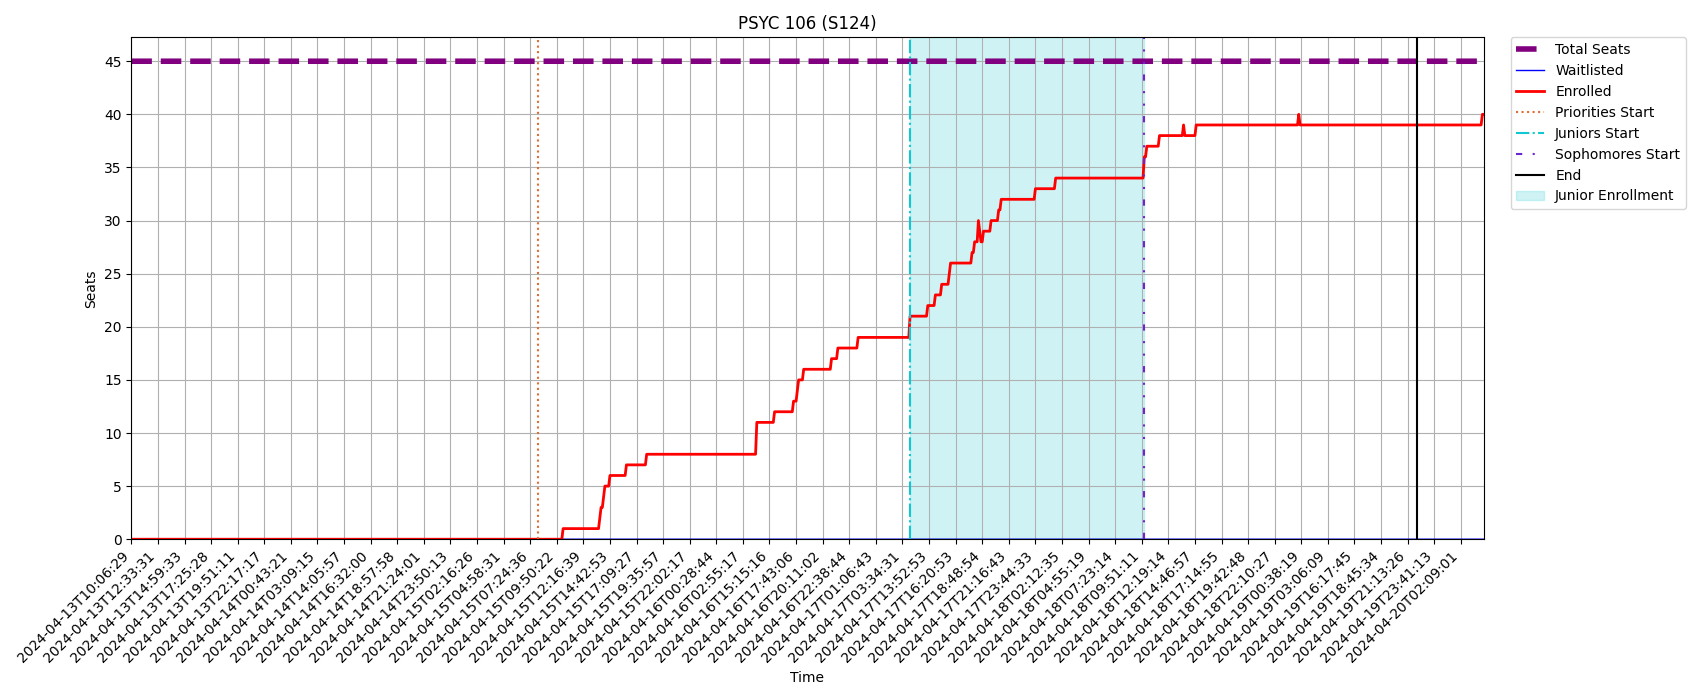 PSYC 106 (S124)
Total Seats
Waitlisted
Enrolled
Priorities Start
Juniors Start
Sophomores Start
End
Junior Enrollment
Seats
45
40
35
30
25
20
15
10
5
0
2024-04-13T10:06:29
2024-04-13T12:33:31
2024-04-13T14:59:33
2024-04-13T17:25:28
2024-04-13T19:51:11
2024-04-13T22:17:17
2024-04-14T00:43:21
2024-04-14T03:09:15
2024-04-14T14:05:57
2024-04-14T16:32:00
2024-04-14T18:57:58
2024-04-14T21:24:01
2024-04-14T23:50:13
2024-04-15T02:16:26
2024-04-15T04:58:31
2024-04-15T07:24:36
2024-04-15T09:50:22
2024-04-15T12:16:39
2024-04-15T14:42:53
2024-04-15T17:09:27
2024-04-15T19:35:57
2024-04-15T22:02:17
2024-04-16T00:28:44
2024-04-16T02:55:17
2024-04-16T15:15:16
2024-04-16T17:43:06
2024-04-16T20:11:02
2024-04-16T22:38:44
2024-04-17T01:06:43
2024-04-17T03:34:31
2024-04-17T13:52:53
2024-04-17T16:20:53
2024-04-17T18:48:54
2024-04-17T21:16:43
2024-04-17T23:44:33
2024-04-18T02:12:35
2024-04-18T04:55:19
2024-04-18T07:23:14
2024-04-18T09:51:11
2024-04-18T12:19:14
2024-04-18T14:46:57
2024-04-18T17:14:55
2024-04-18T19:42:48
2024-04-18T22:10:27
2024-04-19T00:38:19
2024-04-19T03:06:09
2024-04-19T16:17:45
2024-04-19T18:45:34
2024-04-19T21:13:26
2024-04-19T23:41:13
2024-04-20T02:09:01
Time